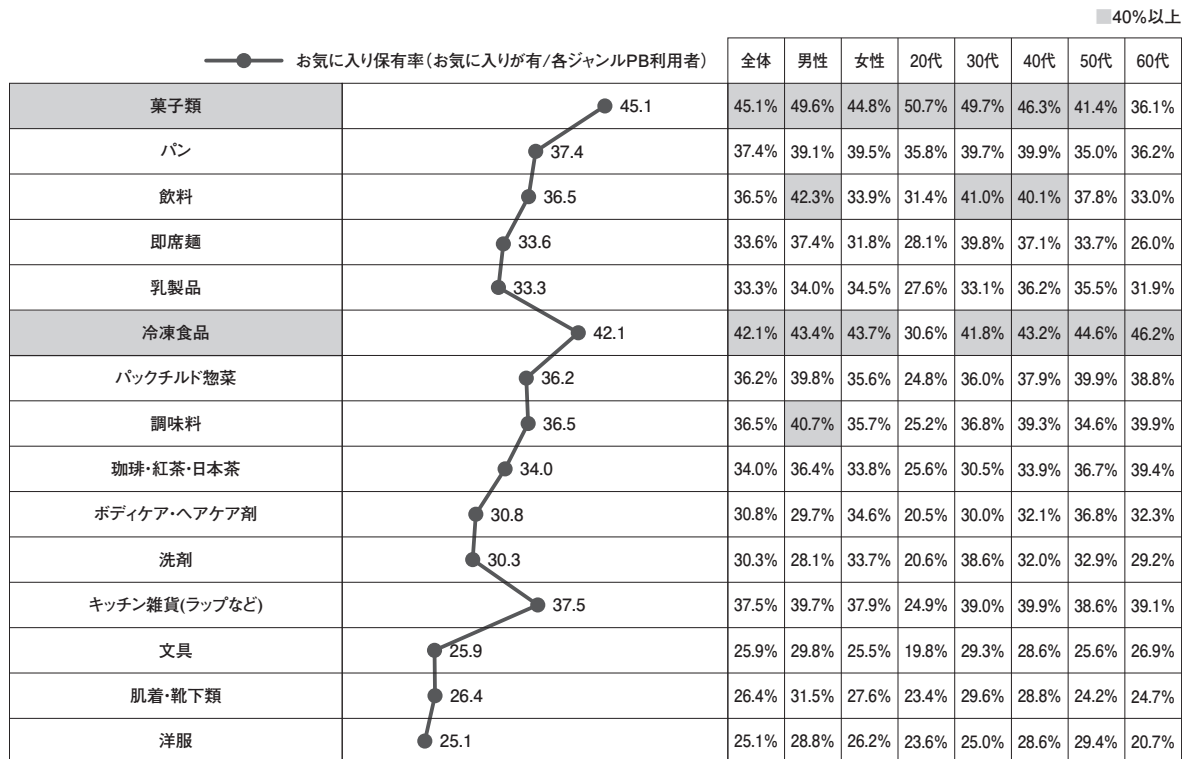 ■40%以上
お気に入り保有率(お気に入りが有/各ジャンルPB利用者) 全体 男性 女性 20代 30代 40代 50代 60代
菓子類 45.1 45.1% 49.6% 44.8% 50.7% 49.7% 46.3% 41.4% 36.1%
パン 37.4 37.4% 39.1% 39.5% 35.8% 39.7% 39.9% 35.0% 36.2%
飲料 36.5 36.5% 42.3% 33.9% 31.4% 41.0% 40.1% 37.8% 33.0%
即席麺 33.6 33.6% 37.4% 31.8% 28.1% 39.8% 37.1% 33.7% 26.0%
乳製品 33.3 33.3% 34.0% 34.5% 27.6% 33.1% 36.2% 35.5% 31.9%
冷凍食品 42.1 42.1% 43.4% 43.7% 30.6% 41.8% 43.2% 44.6% 46.2%
パックチルド惣菜 36.2 36.2% 39.8% 35.6% 24.8% 36.0% 37.9% 39.9% 38.8%
調味料 36.5 36.5% 40.7% 35.7% 25.2% 36.8% 39.3% 34.6% 39.9%
珈琲・紅茶・日本茶 34.0 34.0% 36.4% 33.8% 25.6% 30.5% 33.9% 36.7% 39.4%
ボディケア・ヘアケア剤 30.8 30.8% 29.7% 34.6% 20.5% 30.0% 32.1% 36.8% 32.3%
洗剤 30.3 30.3% 28.1% 33.7% 20.6% 38.6% 32.0% 32.9% 29.2%
キッチン雑貨(ラップなど) 37.5 37.5% 39.7% 37.9% 24.9% 39.0% 39.9% 38.6% 39.1%
文具 25.9 25.9% 29.8% 25.5% 19.8% 29.3% 28.6% 25.6% 26.9%
肌着・靴下類 26.4 26.4% 31.5% 27.6% 23.4% 29.6% 28.8% 24.2% 24.7%
洋服 25.1 25.1% 28.8% 26.2% 23.6% 25.0% 28.6% 29.4% 20.7%